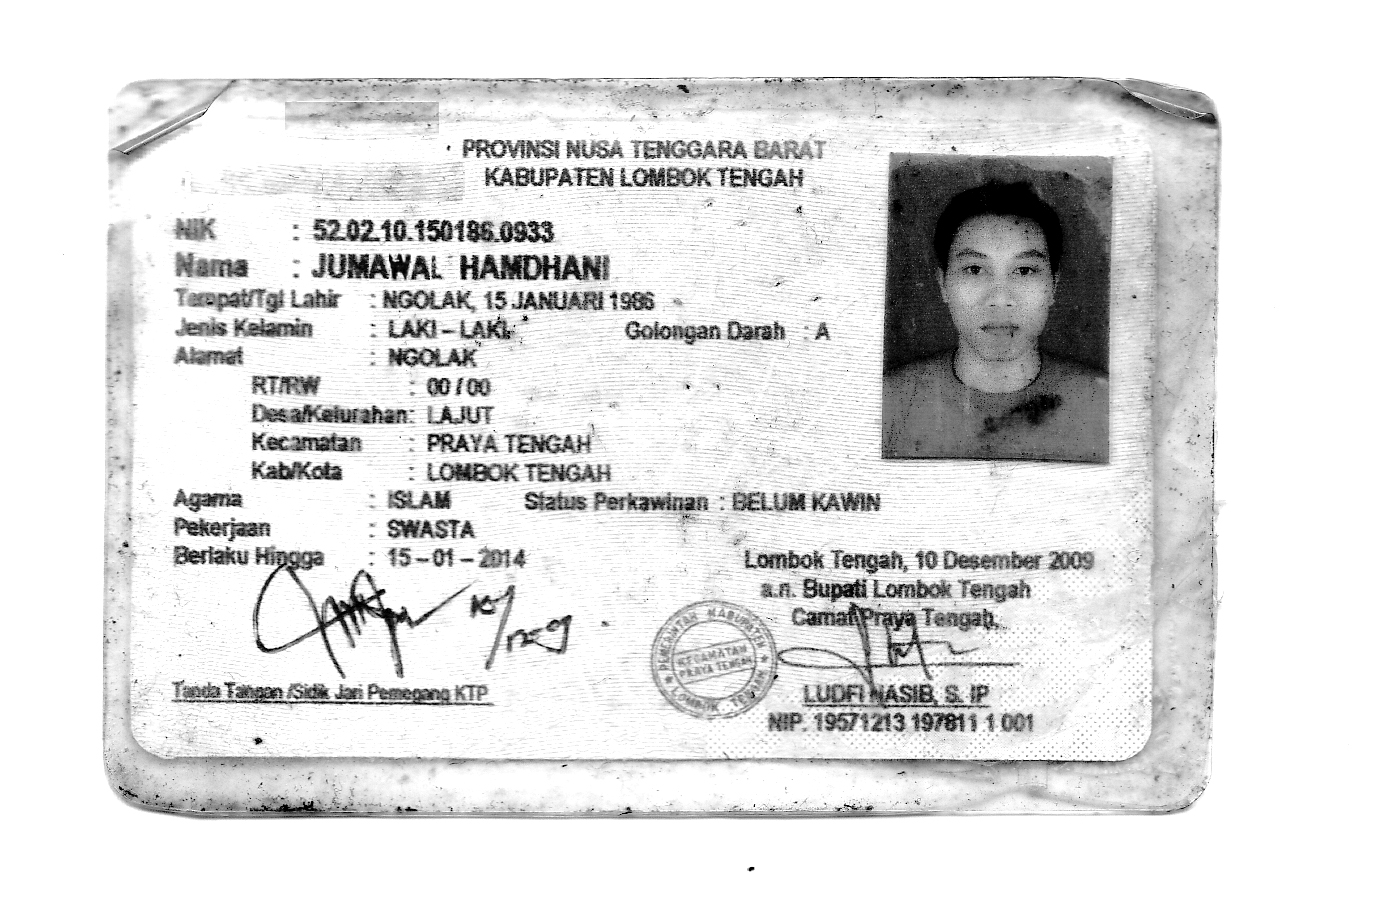 PROVINSI NUSA TENGGARA BARAT
KABUPATEN LOMBOK TENGAH
NIK : 52.02.10.150186.0933
Nama : JUMAWAL HAMDHANI
Tempat/Tgl Lahir : NGOLAK, 15 JANUARI 1986
Jenis Kelamin : LAKI – LAKI Golongan Darah : A
Alamat : NGOLAK
RT/RW : 00 / 00
Desa/Kelurahan : LAJUT
Kecamatan : PRAYA TENGAH
Kab/Kota : LOMBOK TENGAH
Agama : ISLAM Status Perkawinan : BELUM KAWIN
Pekerjaan : SWASTA
Berlaku Hingga : 15 – 01 – 2014
Lombok Tengah, 10 Desember 2009
a.n. Bupati Lombok Tengah
Camat Praya Tengah,
PEMERINTAH KABUPATEN
KECAMATAN
PRAYA TENGAH
LOMBOK TENGAH
Tanda Tangan /Sidik Jari Pemegang KTP
LUDFI NASIB, S. IP
NIP. 19571213 197811 1 001